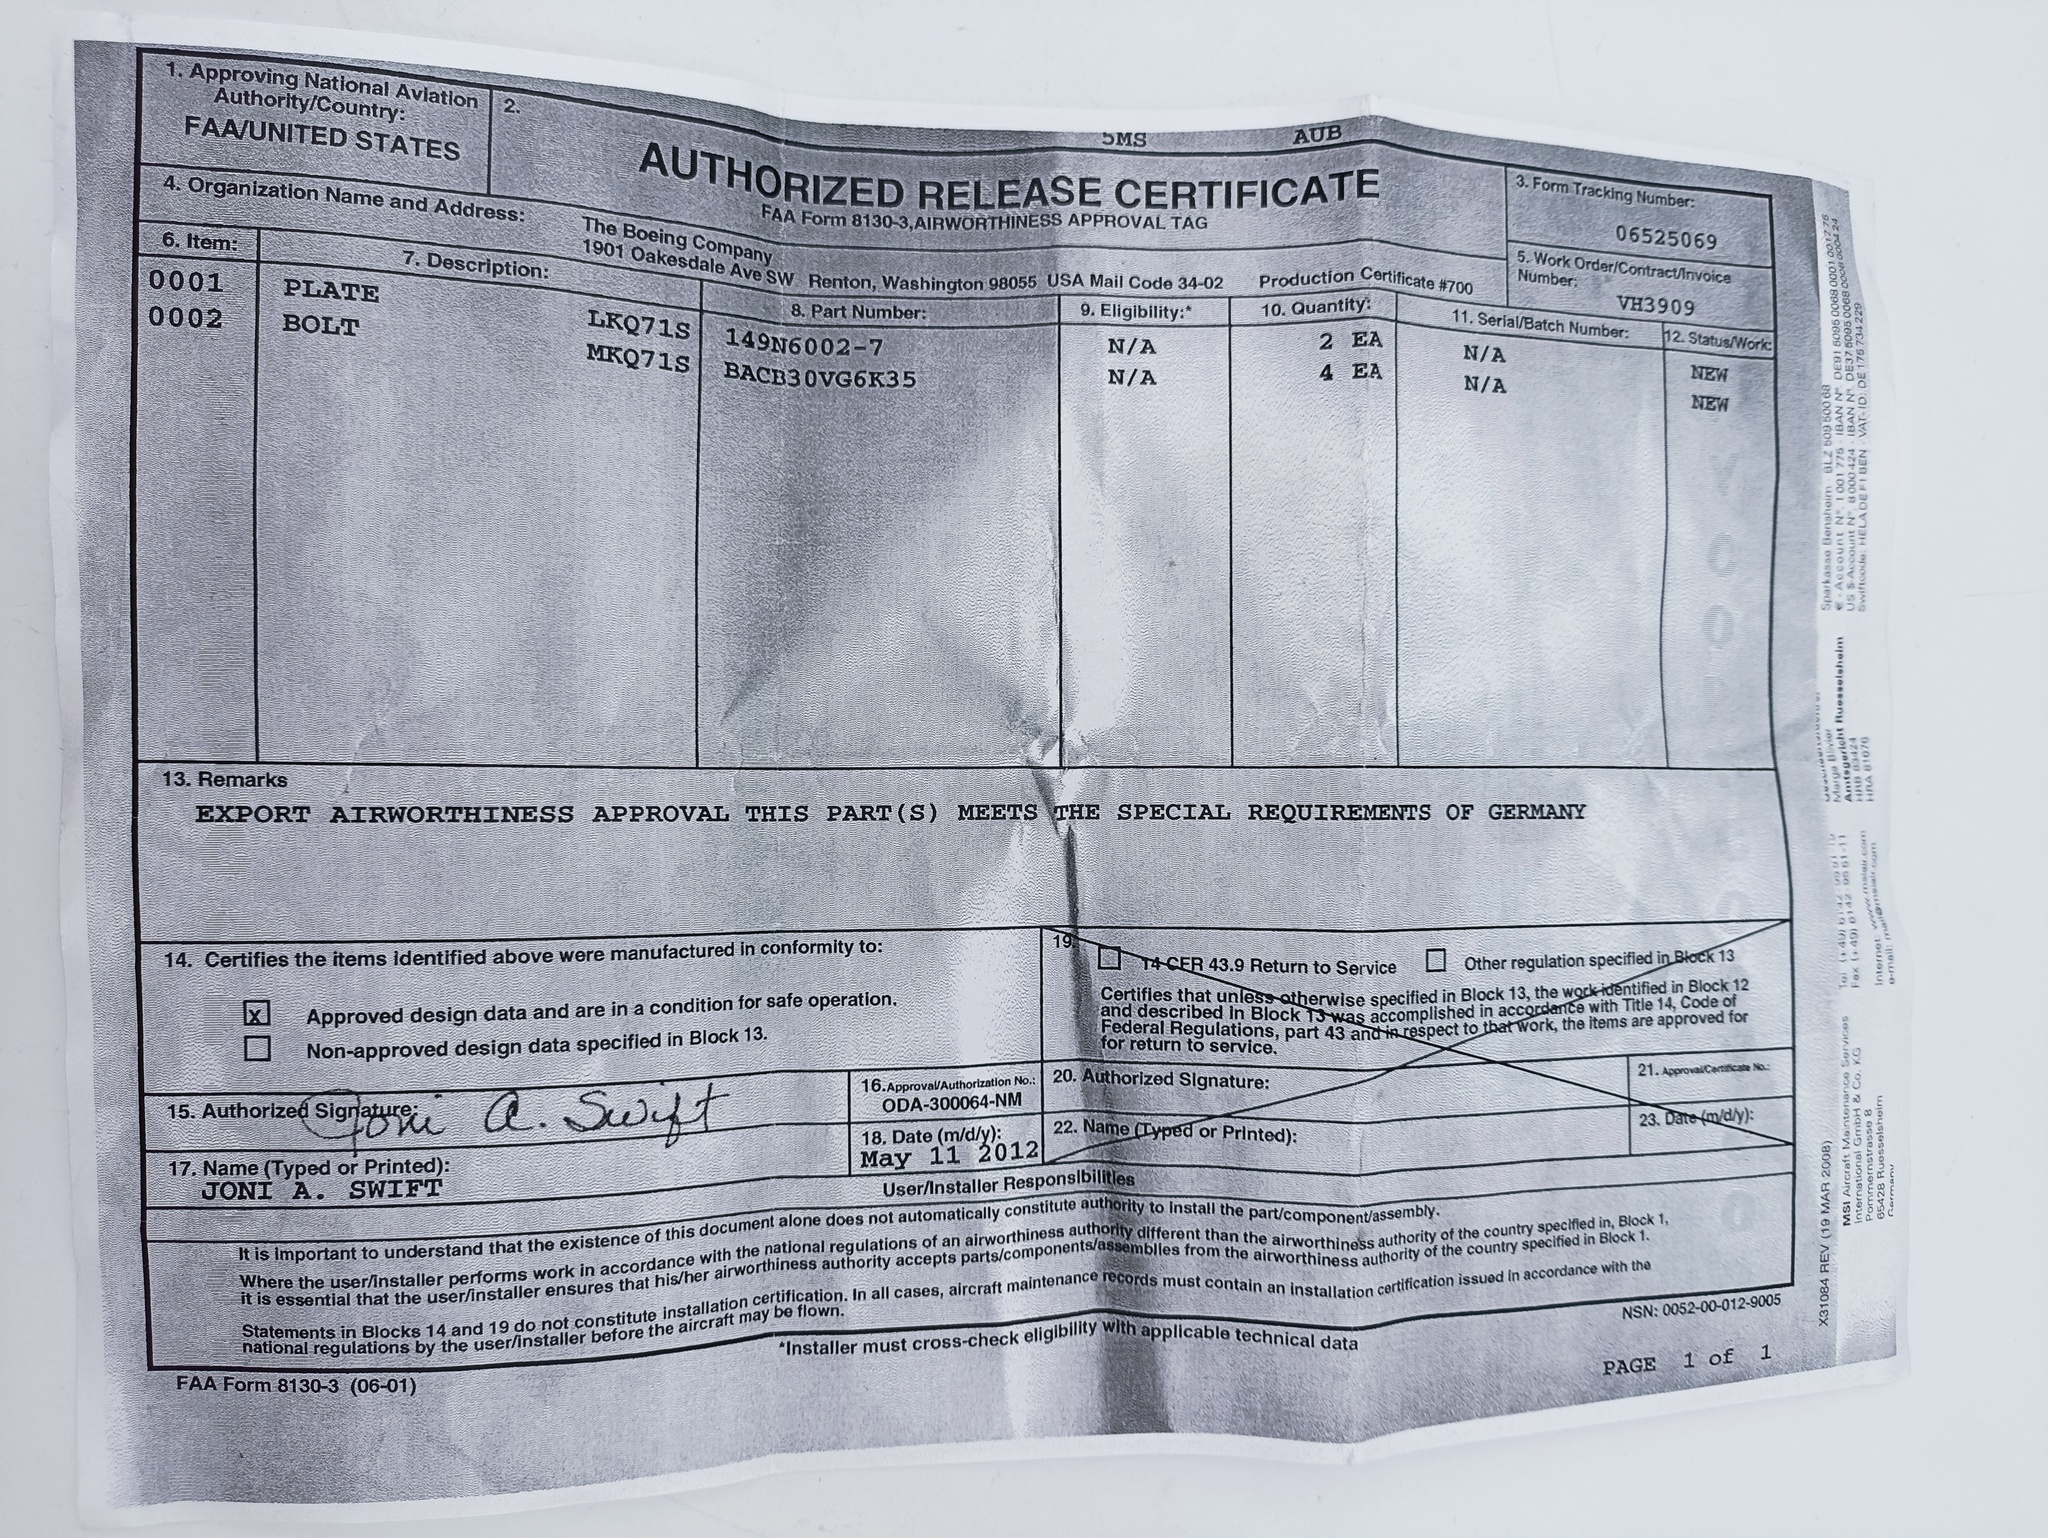 5MS AUB
1. Approving National Aviation
Authority/Country:
FAA/UNITED STATES
2.
AUTHORIZED RELEASE CERTIFICATE
FAA Form 8130-3, AIRWORTHINESS APPROVAL TAG
3. Form Tracking Number:
06525069
4. Organization Name and Address:
The Boeing Company
1901 Oakesdale Ave SW Renton, Washington 98055 USA Mail Code 34-02 Production Certificate #700
5. Work Order/Contract/Invoice
Number:
VH3909
6. Item: 7. Description: 8. Part Number: 9. Eligibility:* 10. Quantity: 11. Serial/Batch Number: 12. Status/Work:
0001 PLATE LKQ71S 149N6002-7 N/A 2 EA N/A NEW
0002 BOLT MKQ71S BACB30VG6K35 N/A 4 EA N/A NEW
13. Remarks
EXPORT AIRWORTHINESS APPROVAL THIS PART(S) MEETS THE SPECIAL REQUIREMENTS OF GERMANY
14. Certifies the items identified above were manufactured in conformity to:
x Approved design data and are in a condition for safe operation.
Non-approved design data specified in Block 13.
19.
14 CFR 43.9 Return to Service Other regulation specified in Block 13
Certifies that unless otherwise specified in Block 13, the work identified in Block 12
and described in Block 13 was accomplished in accordance with Title 14, Code of
Federal Regulations, part 43 and in respect to that work, the items are approved for
for return to service.
15. Authorized Signature:
Joni A. Swift
16. Approval/Authorization No.:
ODA-300064-NM
20. Authorized Signature:
21. Approval/Certificate No.:
17. Name (Typed or Printed):
JONI A. SWIFT
18. Date (m/d/y):
May 11 2012
22. Name (Typed or Printed):
23. Date (m/d/y):
User/Installer Responsibilities
It is important to understand that the existence of this document alone does not automatically constitute authority to install the part/component/assembly.
Where the user/installer performs work in accordance with the national regulations of an airworthiness authority different than the airworthiness authority of the country specified in, Block 1,
it is essential that the user/installer ensures that his/her airworthiness authority accepts parts/components/assemblies from the airworthiness authority of the country specified in Block 1.
Statements in Blocks 14 and 19 do not constitute installation certification. In all cases, aircraft maintenance records must contain an installation certification issued in accordance with the
national regulations by the user/installer before the aircraft may be flown.
*Installer must cross-check eligibility with applicable technical data
NSN: 0052-00-012-9005
FAA Form 8130-3 (06-01)
PAGE 1 of 1
X31084 REV (19 MAR 2008)
MSI Aircraft Maintenance Services
International GmbH & Co. KG
Pommernstrasse 8
65428 Ruesselsheim
Germany
Amtsgericht Ruesselsheim
HRB 83424
HRA 81070
Sparkasse Bensheim · BLZ 509 500 68